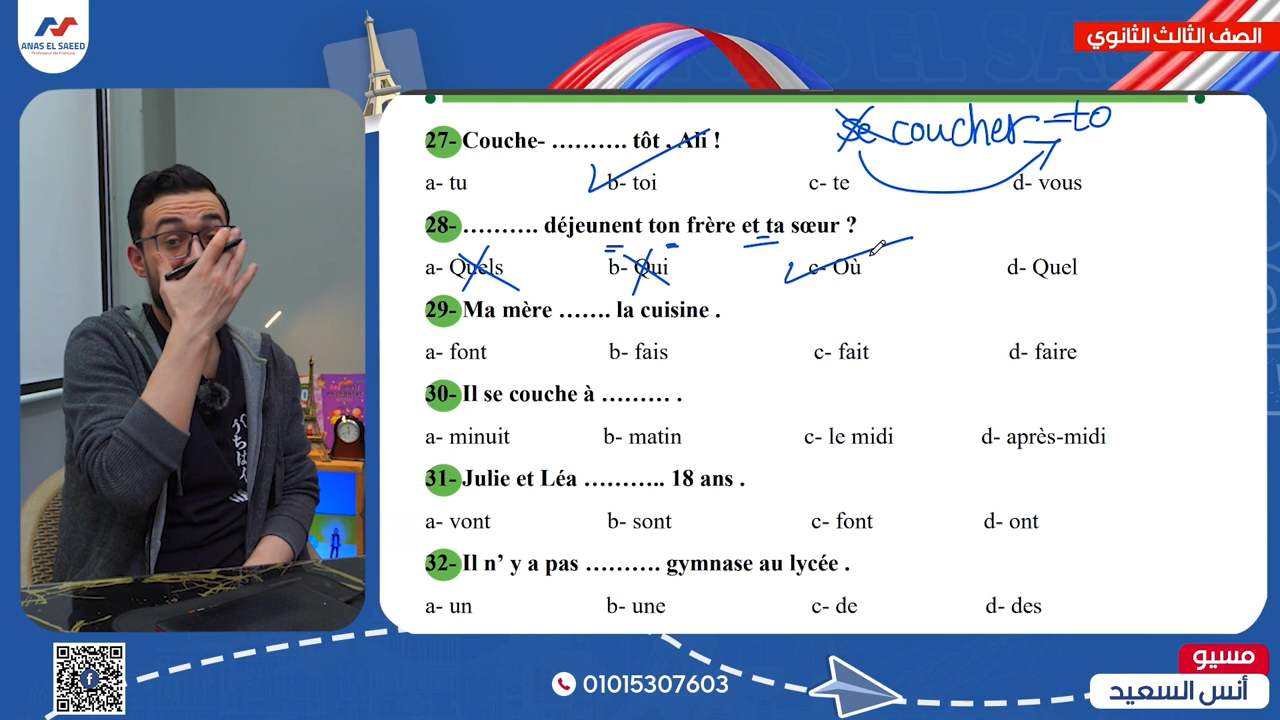 ANAS EL SAEED
Professeur de Français
الصف الثالث الثانوي
se coucher - to
27- Couche- ………. tôt , Ali !
a- tu b- toi c- te d- vous
28- ………. déjeunent ton frère et ta sœur ?
a- Quels b- Qui c- Où d- Quel
29- Ma mère ……. la cuisine .
a- font b- fais c- fait d- faire
30- Il se couche à ……… .
a- minuit b- matin c- le midi d- après-midi
31- Julie et Léa ……….. 18 ans .
a- vont b- sont c- font d- ont
32- Il n’ y a pas ………. gymnase au lycée .
a- un b- une c- de d- des
01015307603
مسيو
أنس السعيد